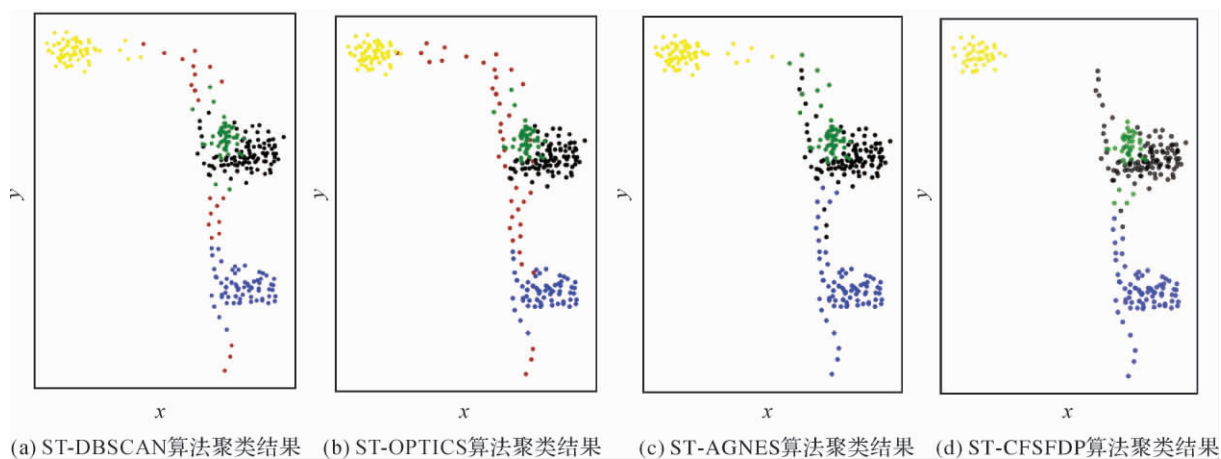 y
y
y
y
x
x
x
x
(a) ST-DBSCAN算法聚类结果
(b) ST-OPTICS算法聚类结果
(c) ST-AGNES算法聚类结果
(d) ST-CFSFDP算法聚类结果